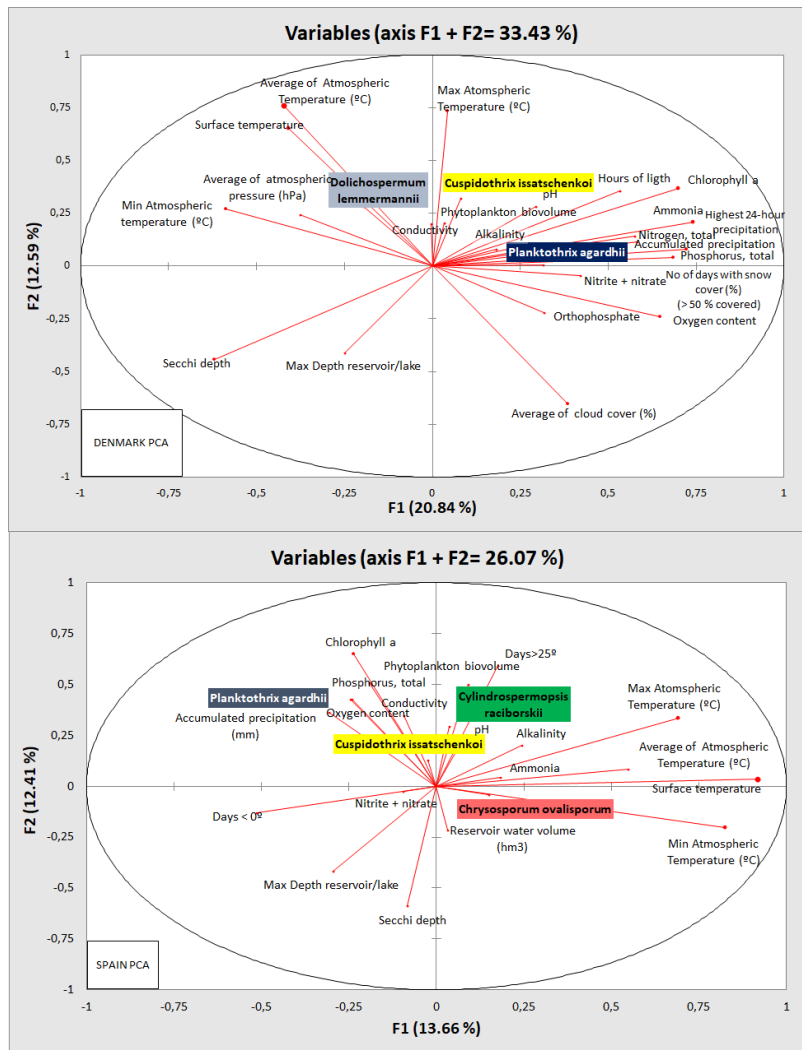 Variables (axis F1 + F2= 33.43 %)
1
0,75
0,5
0,25
0
-0,25
-0,5
-0,75
-1
F2 (12.59 %)
Average of Atmospheric
Temperature (ºC)
Surface temperature
Max Atomspheric
Temperature (ºC)
Average of atmospheric
pressure (hPa)
Min Atmospheric
temperature (ºC)
Dolichospermum
lemmermannii
Cuspidothrix issatschenkoi
pH
Hours of ligth
Chlorophyll a
Phytoplankton biovolume
Conductivity
Alkalinity
Ammonia
Highest 24-hour
precipitation
Nitrogen, total
Accumulated precipitation
Planktothrix agardhii
Phosphorus, total
Nitrite + nitrate
No of days with snow
cover (%)
(> 50 % covered)
Orthophosphate
Oxygen content
Secchi depth
Max Depth reservoir/lake
Average of cloud cover (%)
DENMARK PCA
-1
-0,75
-0,5
-0,25
0
0,25
0,5
0,75
1
F1 (20.84 %)
Variables (axis F1 + F2= 26.07 %)
1
0,75
0,5
0,25
0
-0,25
-0,5
-0,75
-1
F2 (12.41 %)
Chlorophyll a
Phytoplankton biovolume
Days>25º
Phosphorus, total
Planktothrix agardhii
Cylindrospermopsis
raciborskii
Max Atomspheric
Temperature (ºC)
Oxygen content
Conductivity
Accumulated precipitation
(mm)
pH
Cuspidothrix issatschenkoi
Alkalinity
Average of Atmospheric
Temperature (ºC)
Ammonia
Surface temperature
Nitrite + nitrate
Chrysosporum ovalisporum
Days < 0º
Reservoir water volume
(hm3)
Min Atmospheric
Temperature (ºC)
Max Depth reservoir/lake
Secchi depth
SPAIN PCA
-1
-0,75
-0,5
-0,25
0
0,25
0,5
0,75
1
F1 (13.66 %)